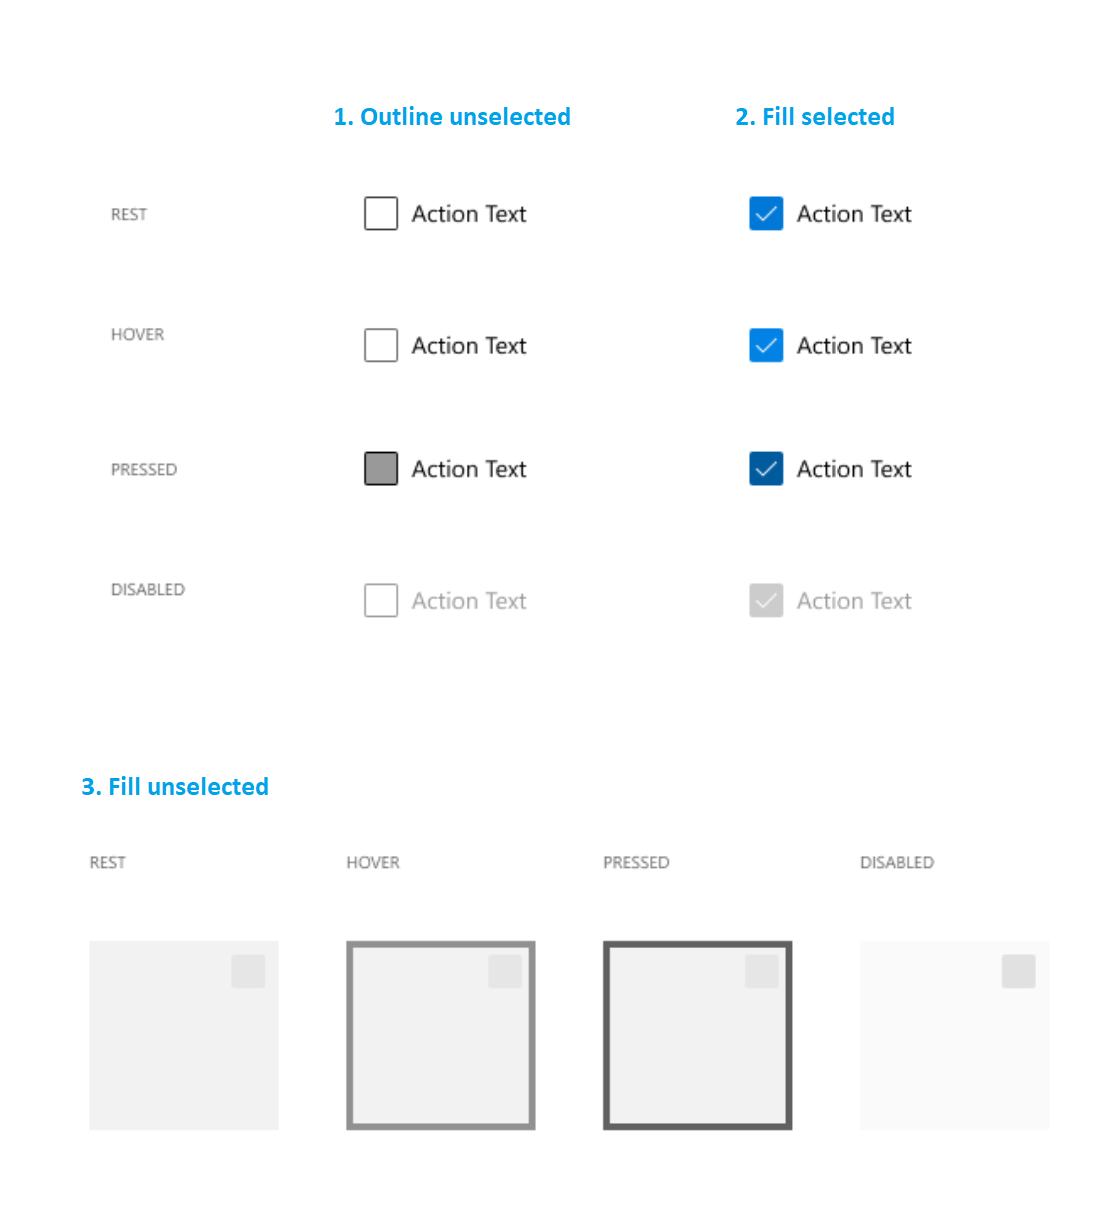 1. Outline unselected
2. Fill selected
REST
Action Text
Action Text
HOVER
Action Text
Action Text
PRESSED
Action Text
Action Text
DISABLED
Action Text
Action Text
3. Fill unselected
REST
HOVER
PRESSED
DISABLED